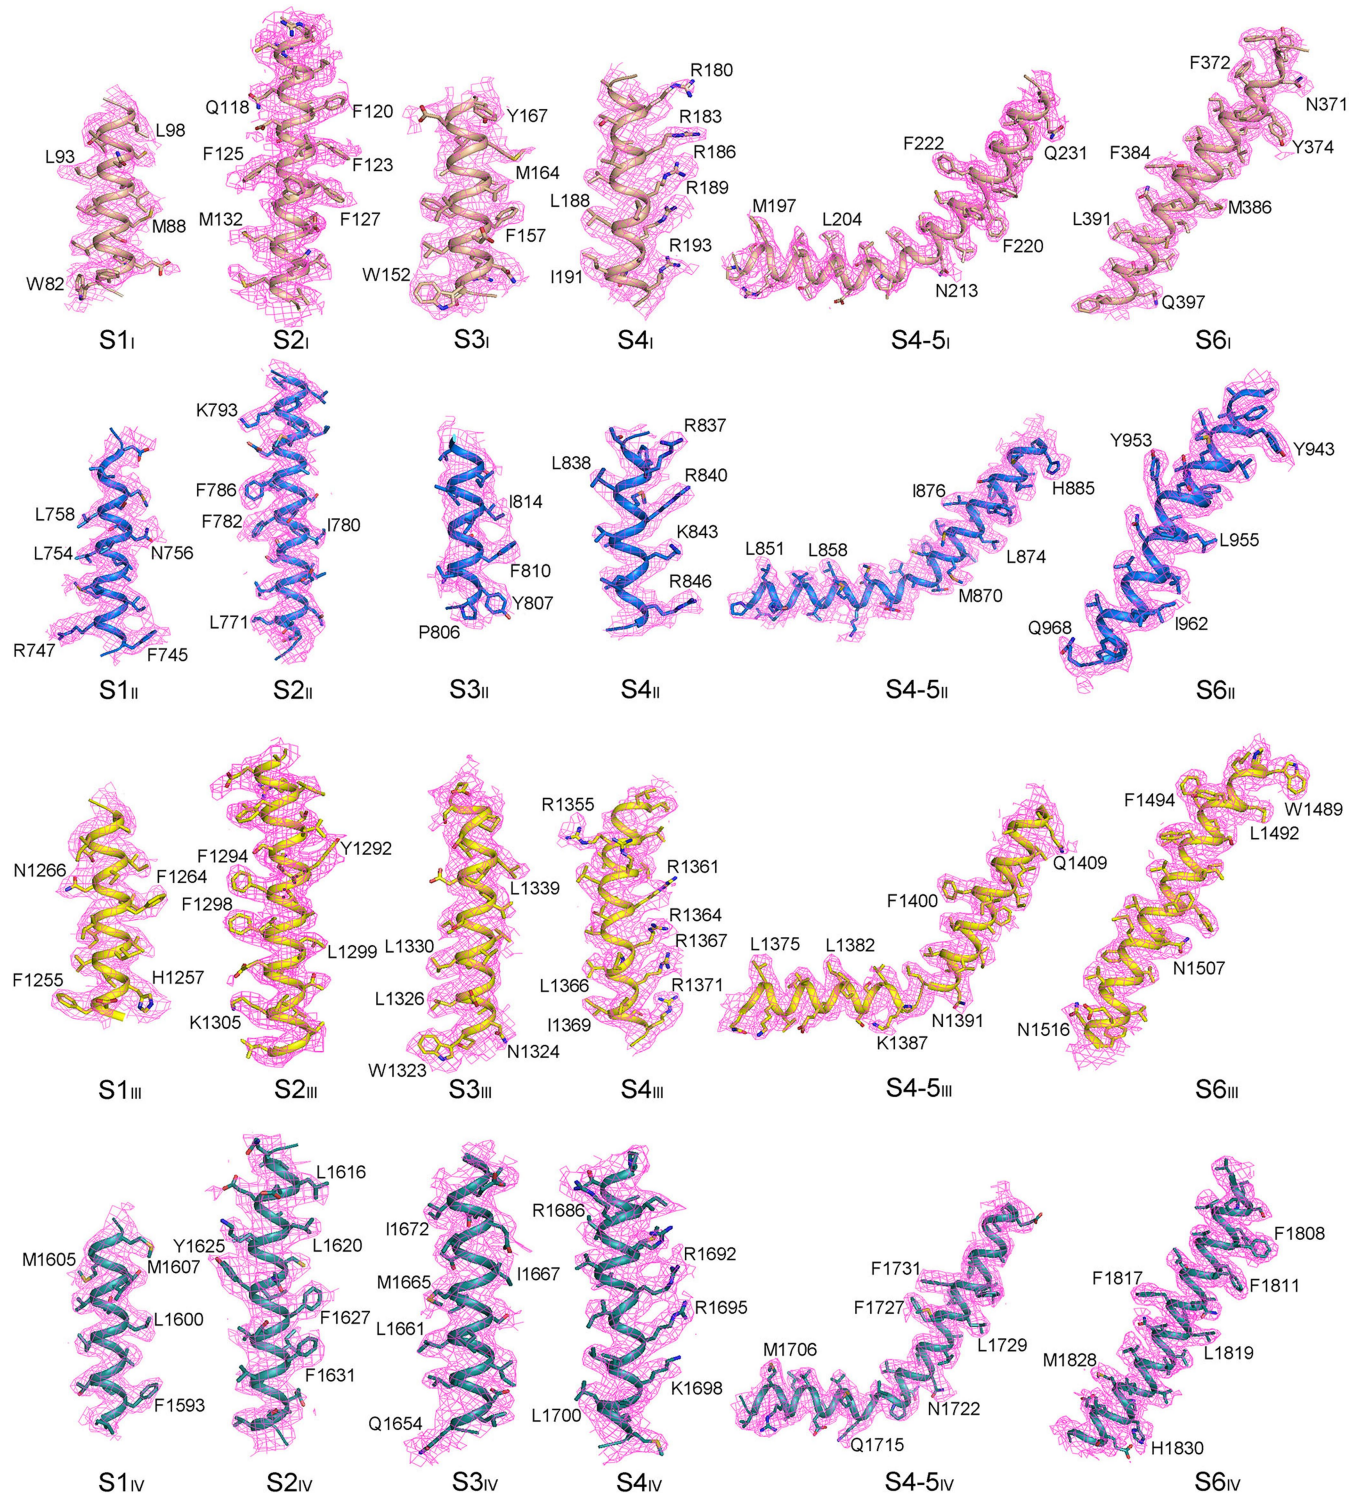 L98
L93
M88
W82
S1I
Q118
F120
F125
F123
M132
F127
S2I
Y167
M164
F157
W152
S3I
R180
R183
R186
R189
L188
R193
I191
S4I
F222
Q231
M197
L204
F220
N213
S4-5I
F372
N371
Y374
F384
M386
L391
Q397
S6I
L758
N756
L754
R747
F745
S1II
K793
F786
F782
I780
L771
S2II
I814
F810
Y807
P806
S3II
R837
L838
R840
K843
R846
S4II
I876
H885
L851
L858
L874
M870
S4-5II
Y953
Y943
L955
Q968
I962
S6II
N1266
F1264
F1255
H1257
S1III
Y1292
F1294
F1298
L1299
K1305
S2III
L1339
L1330
L1326
N1324
W1323
S3III
R1355
R1361
R1364
R1367
L1366
R1371
I1369
S4III
Q1409
F1400
L1375
L1382
N1391
K1387
S4-5III
F1494
W1489
L1492
N1507
N1516
S6III
M1605
M1607
L1600
F1593
S1IV
L1616
Y1625
L1620
F1627
F1631
S2IV
I1672
I1667
M1665
L1661
Q1654
S3IV
R1686
R1692
R1695
K1698
L1700
S4IV
F1731
F1727
L1729
M1706
N1722
Q1715
S4-5IV
F1808
F1817
F1811
L1819
M1828
H1830
S6IV